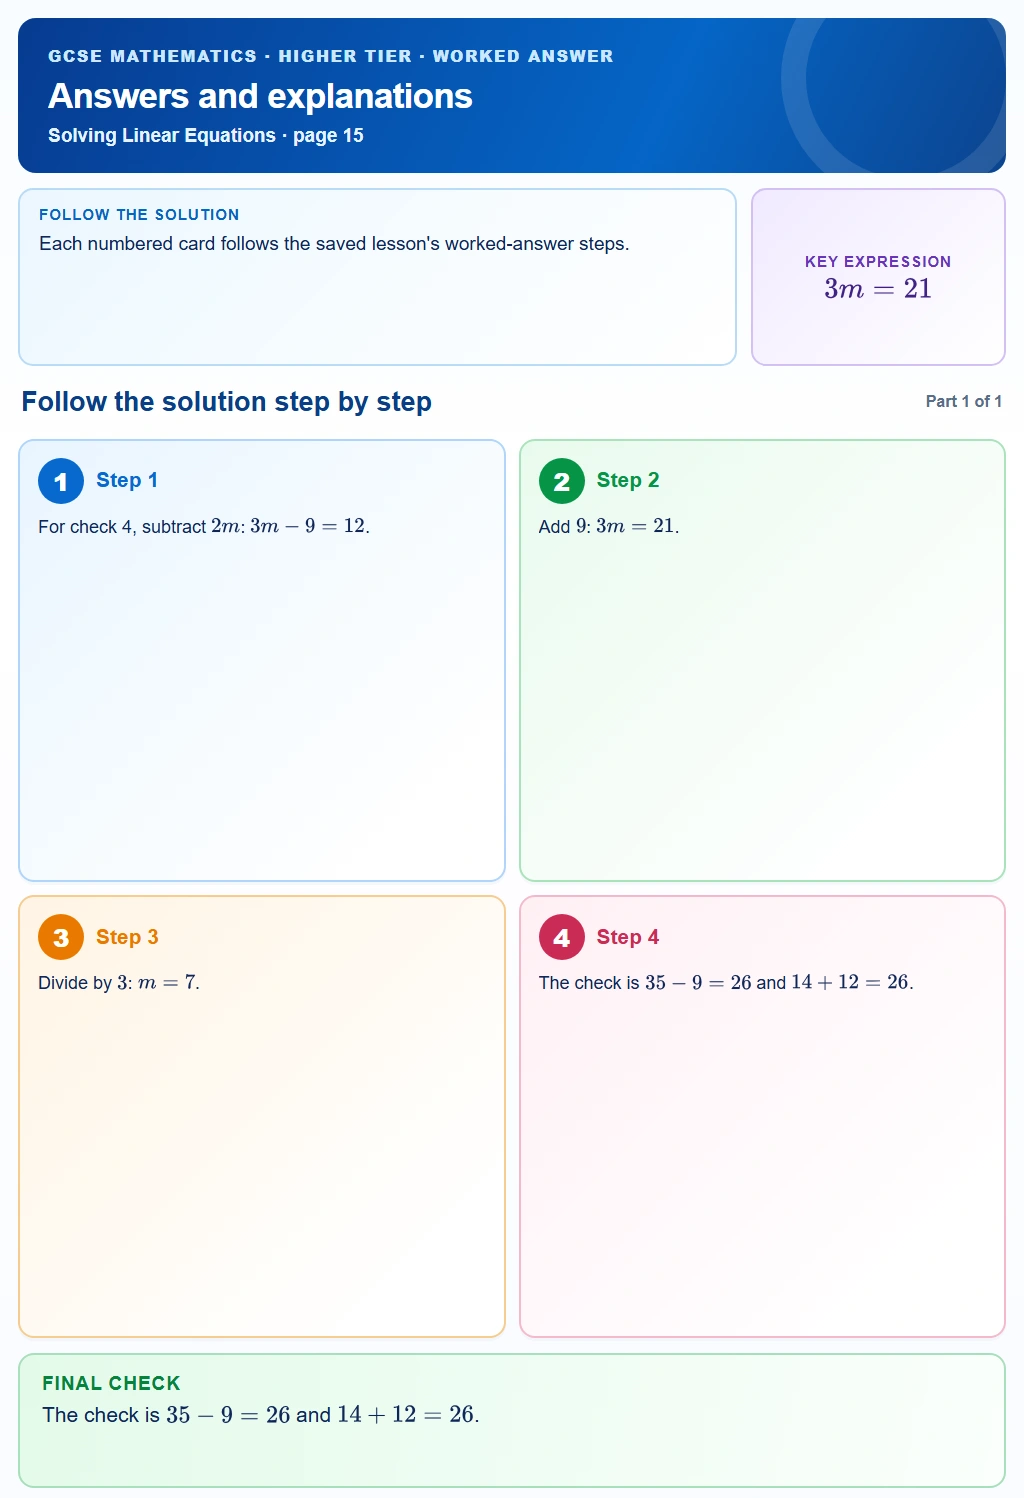 GCSE MATHEMATICS · HIGHER TIER · WORKED ANSWER
Answers and explanations
Solving Linear Equations · page 15
FOLLOW THE SOLUTION
Each numbered card follows the saved lesson's worked-answer steps.
KEY EXPRESSION
3m = 21
Follow the solution step by step
Part 1 of 1
1 Step 1
For check 4, subtract 2m: 3m − 9 = 12.
2 Step 2
Add 9: 3m = 21.
3 Step 3
Divide by 3: m = 7.
4 Step 4
The check is 35 − 9 = 26 and 14 + 12 = 26.
FINAL CHECK
The check is 35 − 9 = 26 and 14 + 12 = 26.